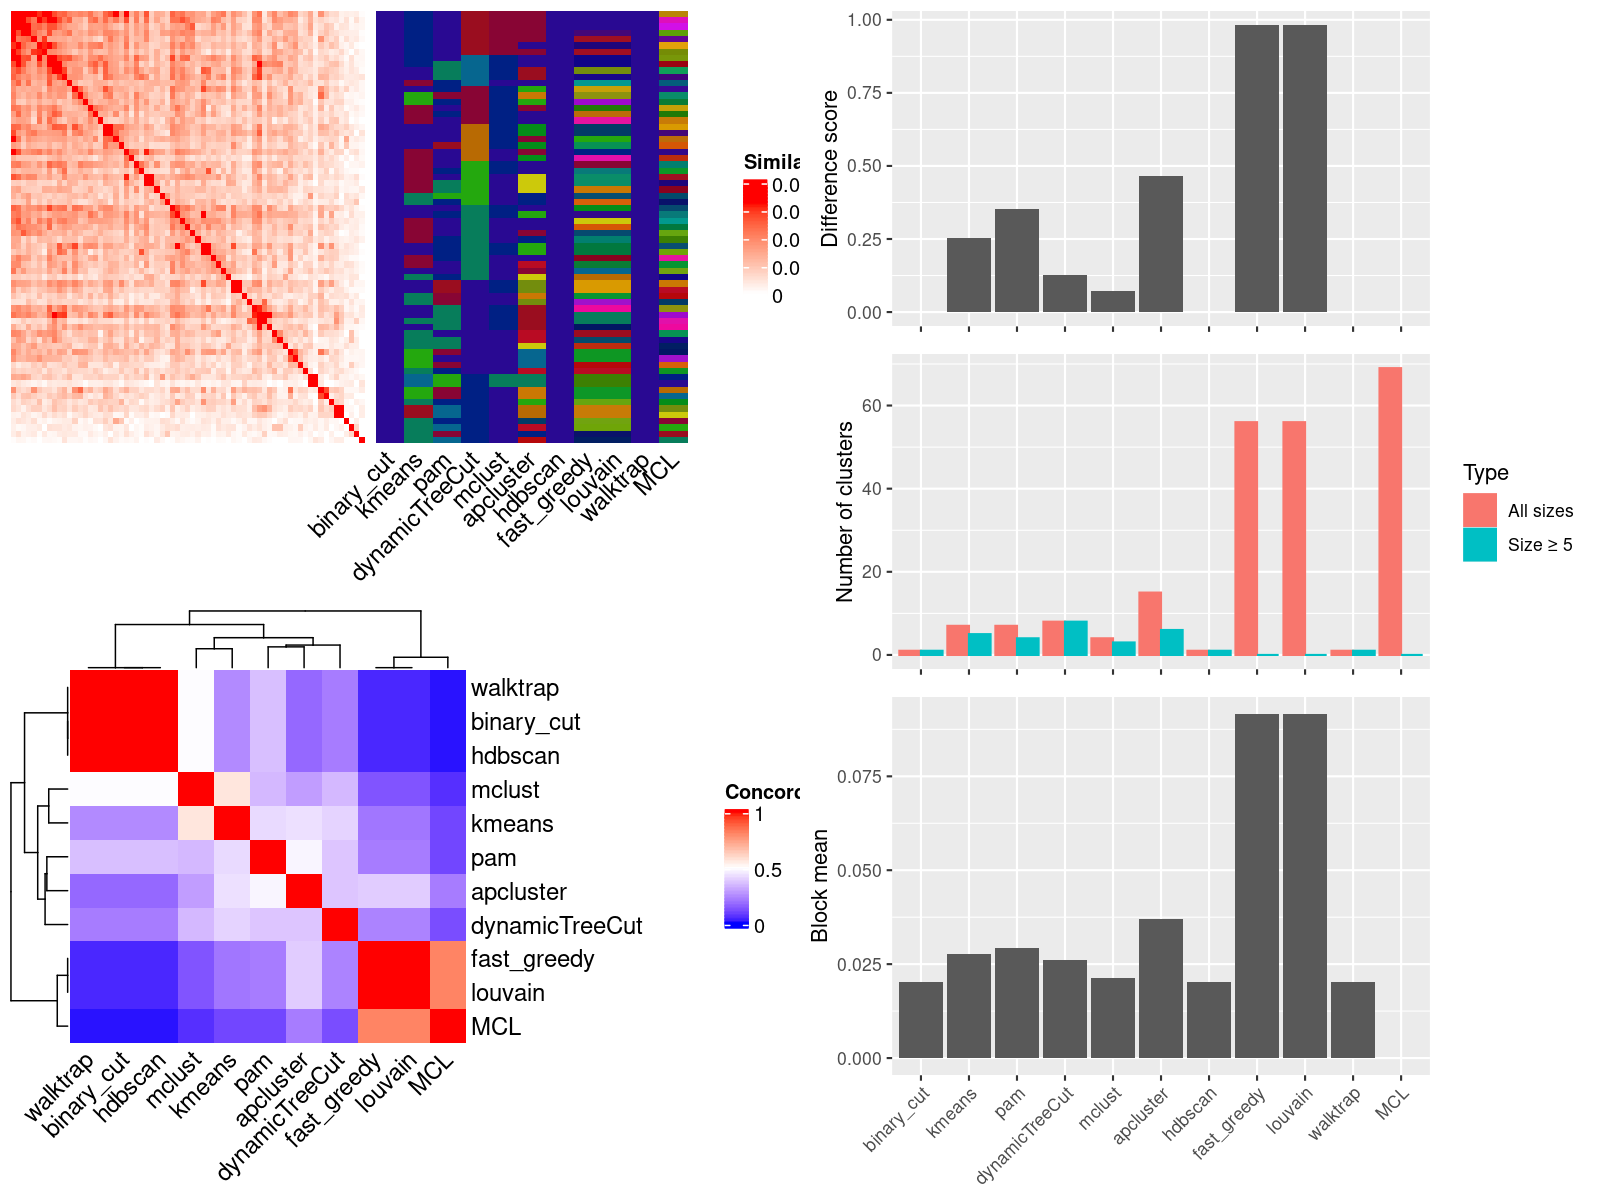 Simila
0.0
0.0
0.0
0.0
0
binary_cut
kmeans
pam
dynamicTreeCut
mclust
apcluster
hdbscan
fast_greedy
louvain
walktrap
MCL
walktrap
binary_cut
hdbscan
mclust
kmeans
pam
apcluster
dynamicTreeCut
fast_greedy
louvain
MCL
walktrap
binary_cut
hdbscan
mclust
kmeans
pam
apcluster
dynamicTreeCut
fast_greedy
louvain
MCL
Concord
1
0.5
0
Difference score
1.00
0.75
0.50
0.25
0.00
Number of clusters
60
40
20
0
Type
All sizes
Size ≥ 5
Block mean
0.075
0.050
0.025
0.000
binary_cut
kmeans
pam
dynamicTreeCut
mclust
apcluster
hdbscan
fast_greedy
louvain
walktrap
MCL